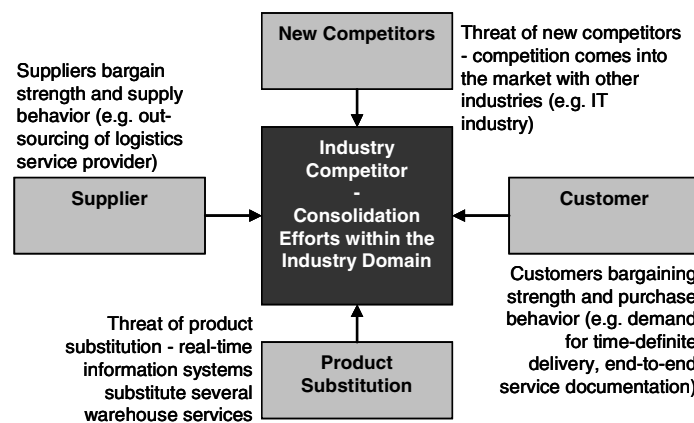 New Competitors
Threat of new competitors
- competition comes into
the market with other
industries (e.g. IT
industry)
Suppliers bargain
strength and supply
behavior (e.g. out-
sourcing of logistics
service provider)
Industry
Competitor
-
Consolidation
Efforts within the
Industry Domain
Supplier
Customer
Customers bargaining
strength and purchase
behavior (e.g. demand
for time-definite
delivery, end-to-end
service documentation)
Threat of product
substitution - real-time
information systems
substitute several
warehouse services
Product
Substitution